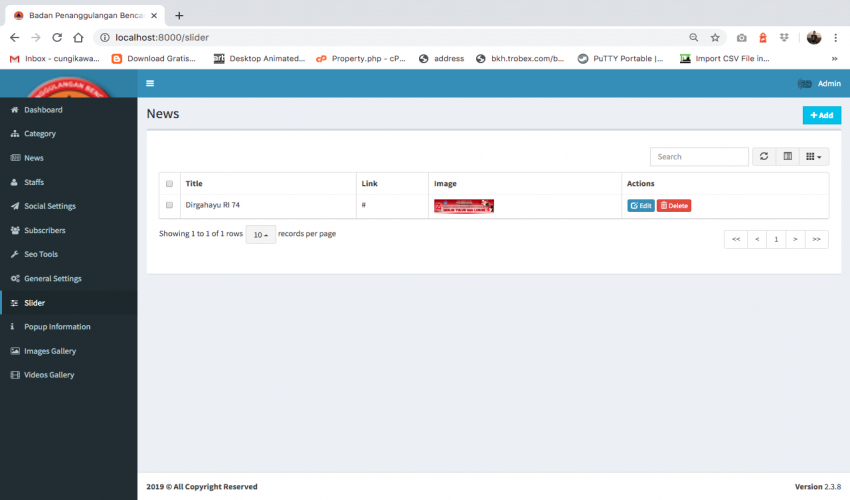 Badan Penanggulangan Benca
localhost:8000/slider
Inbox - cungikawa... Download Gratis... Desktop Animated... Property.php - cP... address bkh.trobex.com/b... PuTTY Portable |... Import CSV File in... »
Admin
Dashboard
Category
News
Staffs
Social Settings
Subscribers
Seo Tools
General Settings
Slider
Popup Information
Images Gallery
Videos Gallery
News
Add
Search
Title Link Image Actions
Dirgahayu RI 74 # Edit Delete
Showing 1 to 1 of 1 rows 10 records per page
<< < 1 > >>
2019 © All Copyright Reserved
Version 2.3.8